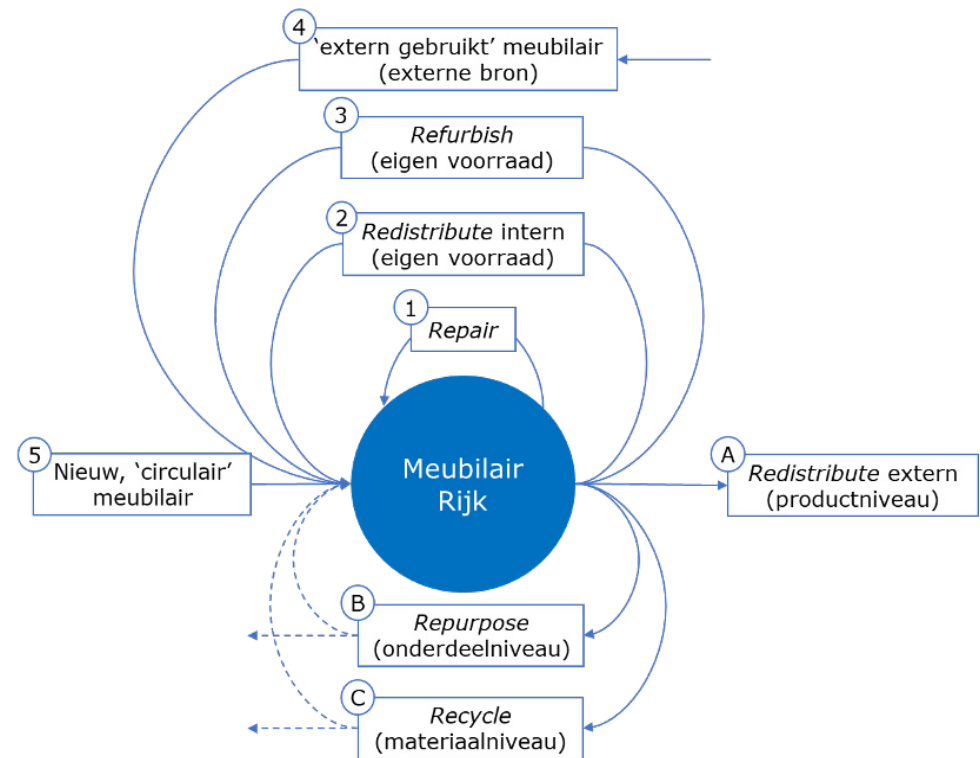 4
‘extern gebruikt’ meubilair
(externe bron)
3
Refurbish
(eigen voorraad)
2
Redistribute intern
(eigen voorraad)
1
Repair
5
Nieuw, ‘circulair’
meubilair
Meubilair
Rijk
A
Redistribute extern
(productniveau)
B
Repurpose
(onderdeelniveau)
C
Recycle
(materiaalniveau)